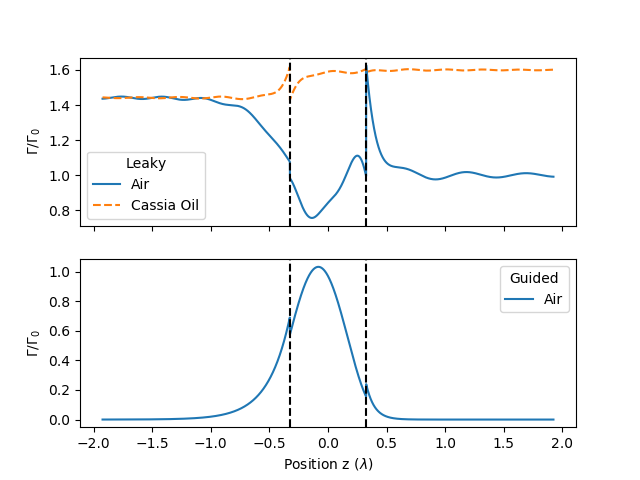 1.6
1.4
1.2
1.0
0.8
Γ/Γ₀
Leaky
Air
Cassia Oil
1.0
0.8
0.6
0.4
0.2
0.0
Γ/Γ₀
Guided
Air
−2.0 −1.5 −1.0 −0.5 0.0 0.5 1.0 1.5 2.0
Position z (λ)